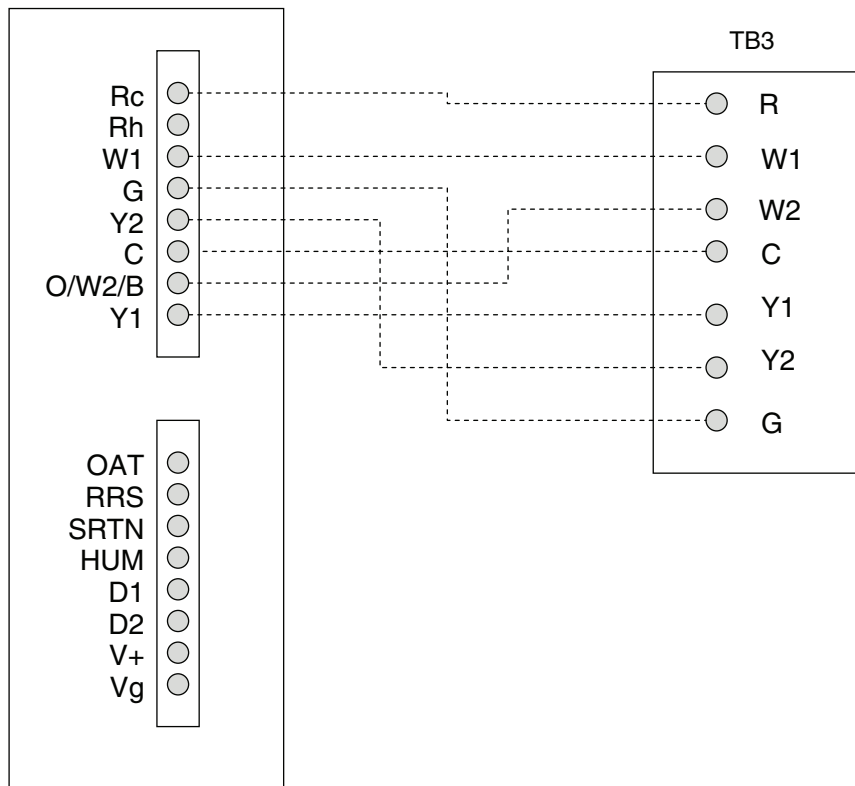 Rc
Rh
W1
G
Y2
C
O/W2/B
Y1
OAT
RRS
SRTN
HUM
D1
D2
V+
Vg
TB3
R
W1
W2
C
Y1
Y2
G